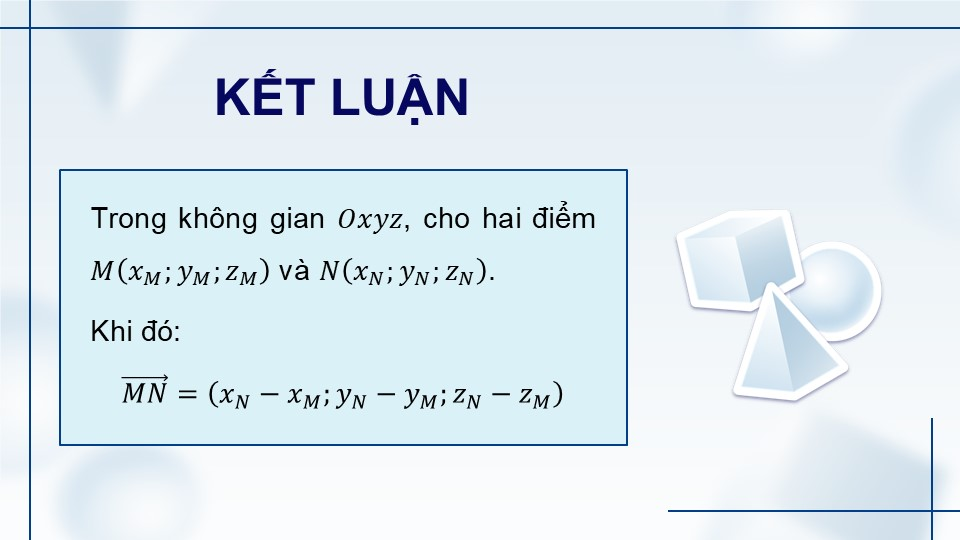 KẾT LUẬN
Trong không gian 𝑂𝑥𝑦𝑧, cho hai điểm
𝑀(𝑥_𝑀; 𝑦_𝑀; 𝑧_𝑀) và 𝑁(𝑥_𝑁; 𝑦_𝑁; 𝑧_𝑁).
Khi đó:
$\overrightarrow{MN} = (x_N − x_M; y_N − y_M; z_N − z_M)$